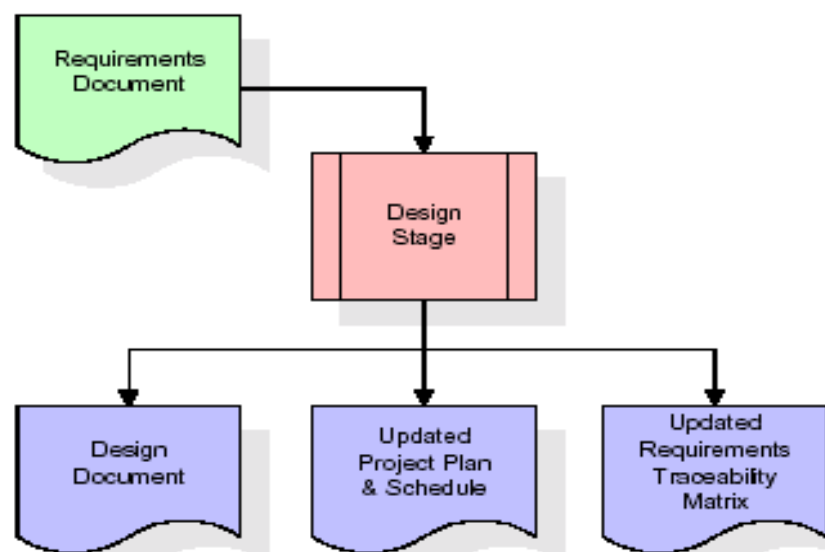 Requirements
Document
Design
Stage
Design
Document
Updated
Project Plan
& Schedule
Updated
Requirements
Traceability
Matrix